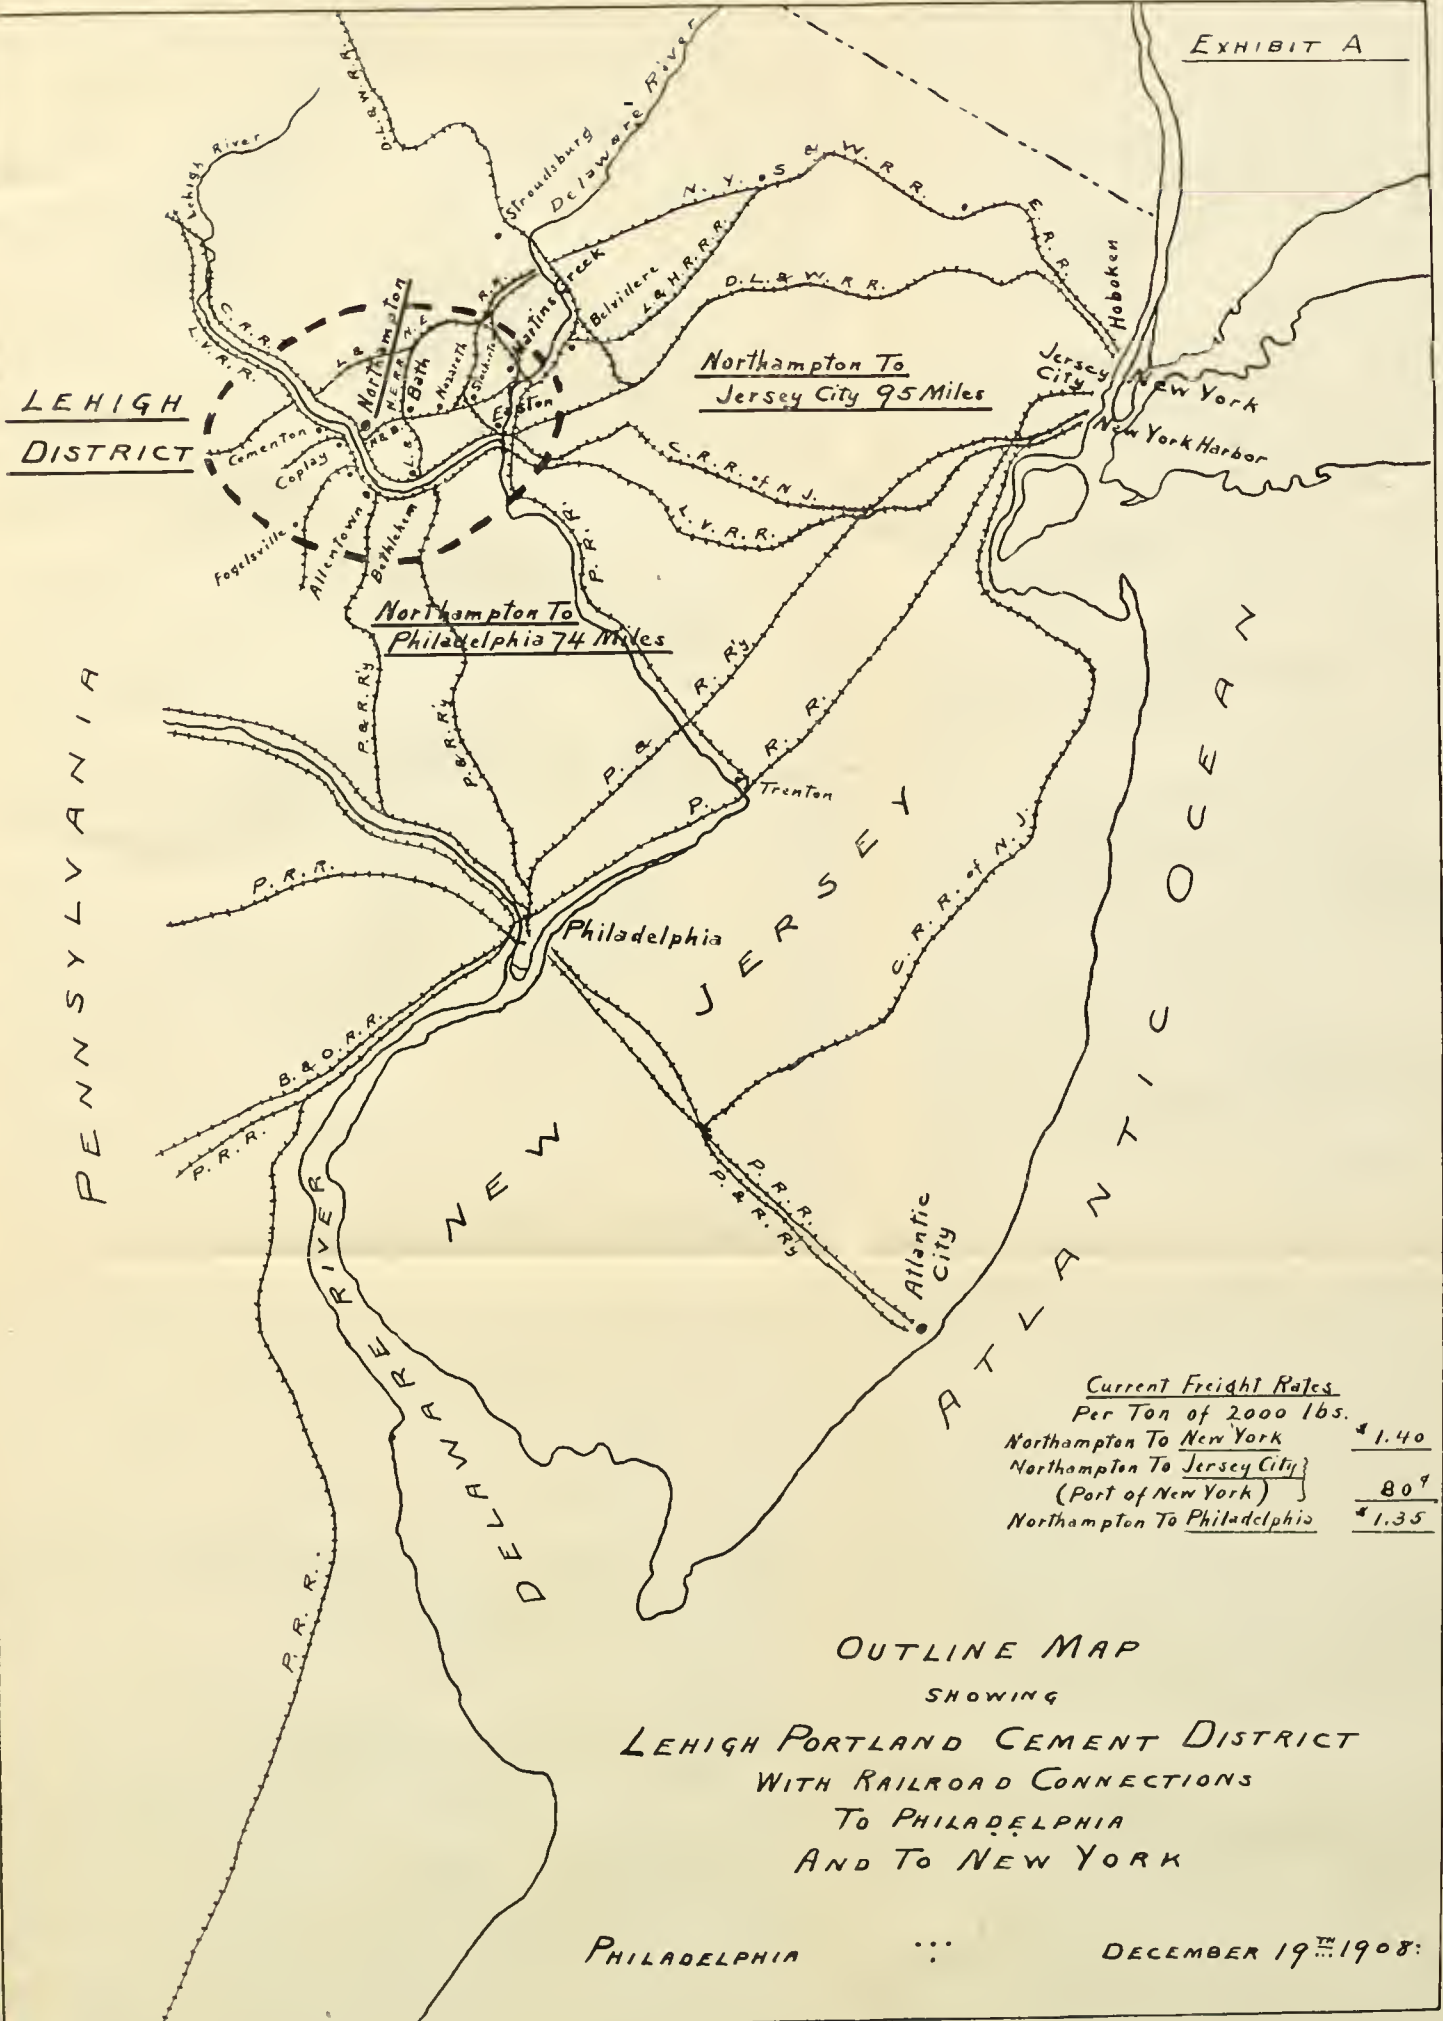 EXHIBIT A
D.L. & W. R.R.
Lehigh River
Stroudsburg
Delaware River
N. Y. S & W. R R.
E. R. R.
Hoboken
L & H. R. R. R.
D. L. & W. R R.
Belvillere
Martins Creek
C. R. R.
L. V. R. R.
Northampton
Bath
Nazareth
Easton
Jersey
City
New York
New York Harbor
Northampton To
Jersey City 95 Miles
LEHIGH
DISTRICT
Cementon
Coplay
Fogelsville
Allentown
Bethlehem
C. R. R. of N J.
L. V. R. R.
P. R. R.
Northampton To
Philadelphia 74 Miles
P. & R. R'y
P. & R. R'y
P. & R. R'y
P. R. R.
Trenton
P. R. R.
Philadelphia
C. R. R. of N. J.
B. & O. R. R.
P. R. R.
P. R. R.
P. & R. R'y
Atlantic
City
PENNSYLVANIA
NEW JERSEY
ATLANTIC OCEAN
DELAWARE RIVER
P. R. R.
Current Freight Rates
Per Ton of 2000 lbs.
Northampton To New York $1.40
Northampton To Jersey City
(Port of New York) 80¢
Northampton To Philadelphia $1.35
OUTLINE MAP
SHOWING
LEHIGH PORTLAND CEMENT DISTRICT
WITH RAILROAD CONNECTIONS
TO PHILADELPHIA
AND TO NEW YORK
PHILADELPHIA DECEMBER 19TH 1908: